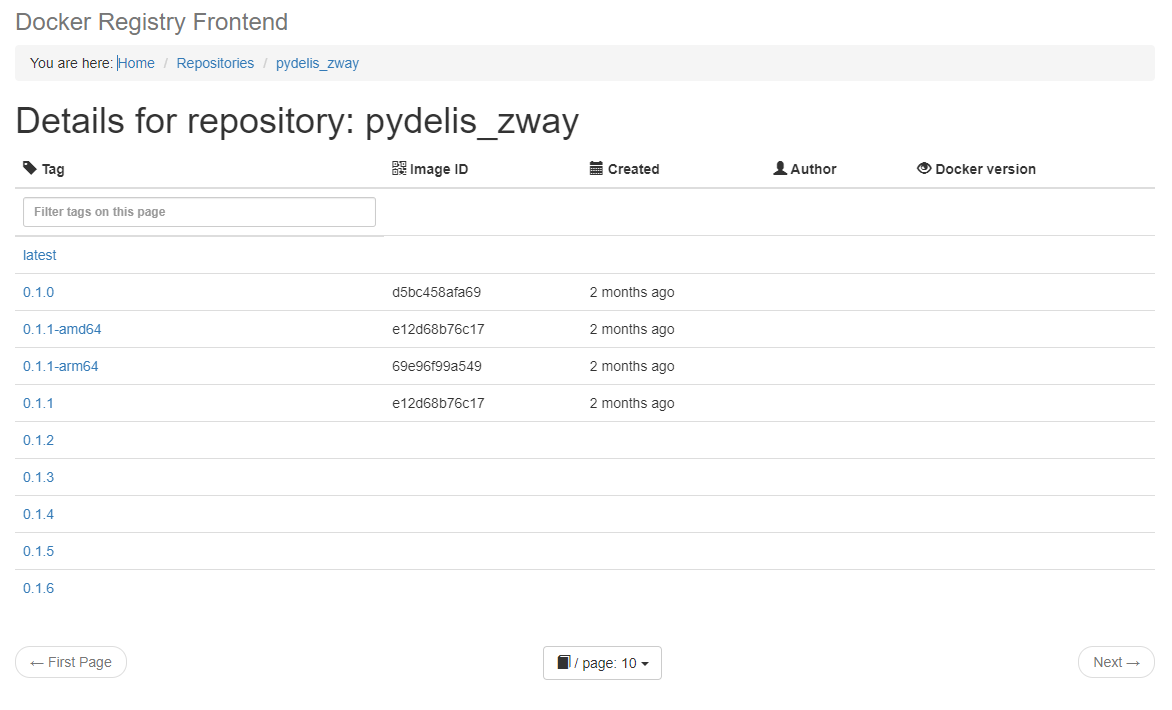 Docker Registry Frontend
You are here: Home / Repositories / pydelis_zway
Details for repository: pydelis_zway
Tag Image ID Created Author Docker version
Filter tags on this page
latest
0.1.0 d5bc458afa69 2 months ago
0.1.1-amd64 e12d68b76c17 2 months ago
0.1.1-arm64 69e96f99a549 2 months ago
0.1.1 e12d68b76c17 2 months ago
0.1.2
0.1.3
0.1.4
0.1.5
0.1.6
← First Page / page: 10 Next →